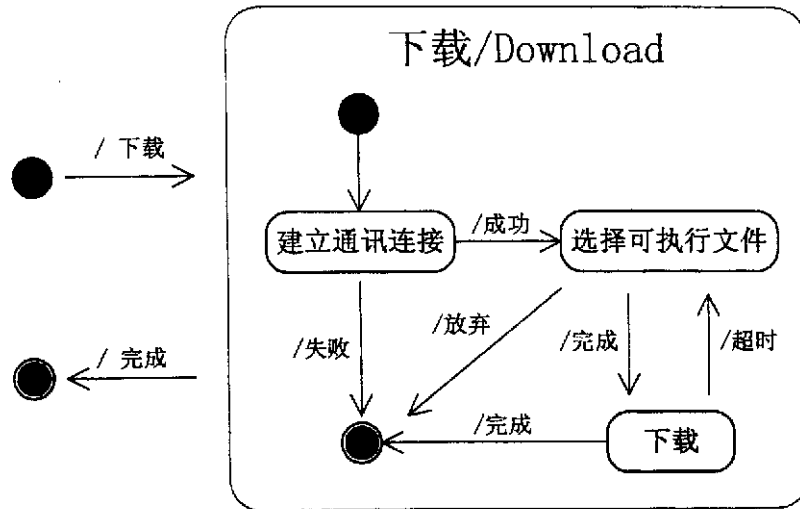 下载/Download
/ 下载
建立通讯连接
/成功
选择可执行文件
/失败
/放弃
/完成
/超时
/ 完成
/完成
下载